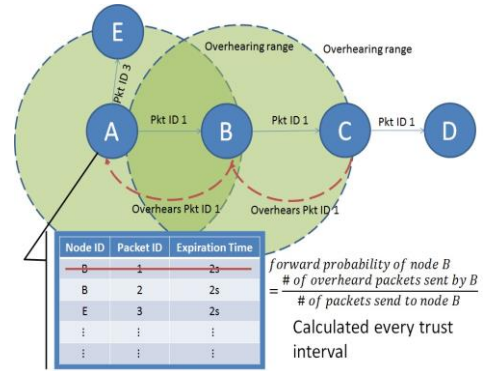 E
Overhearing range
Overhearing range
Pkt ID 3
A
Pkt ID 1
B
Pkt ID 1
C
Pkt ID 1
D
Overhears Pkt ID 1
Overhears Pkt ID 1
Node ID Packet ID Expiration Time
B 1 2s
B 2 2s
E 3 2s
⋮ ⋮ ⋮
⋮ ⋮ ⋮
forward probability of node B
= # of overheard packets sent by B
# of packets send to node B
Calculated every trust
interval